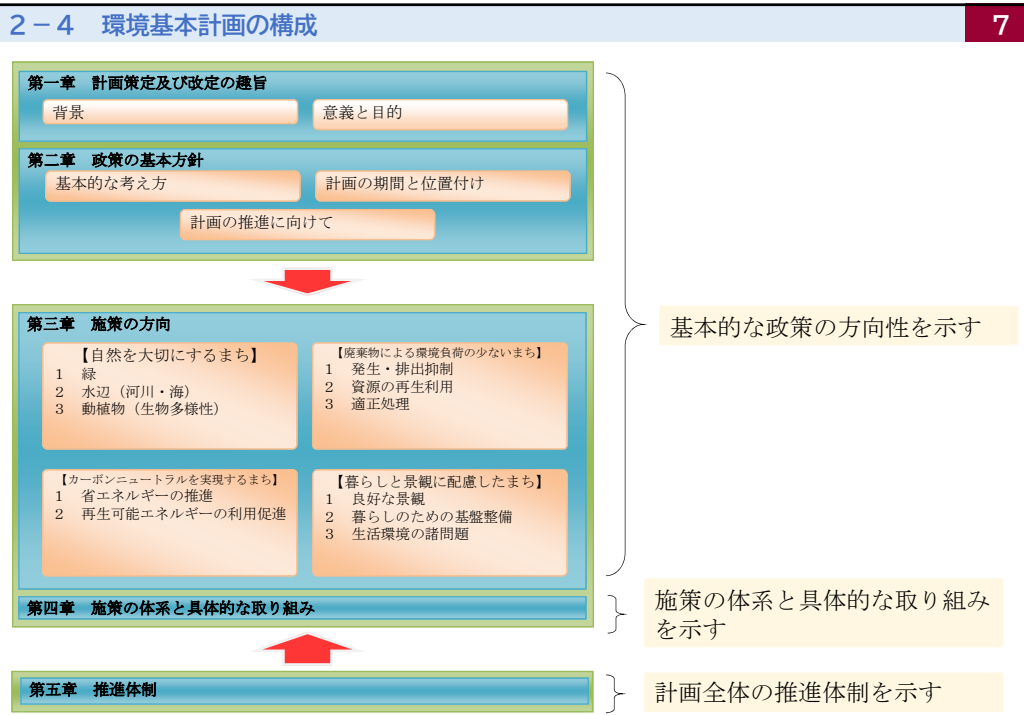 ２－４　環境基本計画の構成
7
第一章　計画策定及び改定の趣旨
背景
意義と目的
第二章　政策の基本方針
基本的な考え方
計画の期間と位置付け
計画の推進に向けて
第三章　施策の方向
【自然を大切にするまち】
1　緑
2　水辺（河川・海）
3　動植物（生物多様性）
【廃棄物による環境負荷の少ないまち】
1　発生・排出抑制
2　資源の再生利用
3　適正処理
【カーボンニュートラルを実現するまち】
1　省エネルギーの推進
2　再生可能エネルギーの利用促進
【暮らしと景観に配慮したまち】
1　良好な景観
2　暮らしのための基盤整備
3　生活環境の諸問題
基本的な政策の方向性を示す
第四章　施策の体系と具体的な取り組み
施策の体系と具体的な取り組み
を示す
第五章　推進体制
計画全体の推進体制を示す